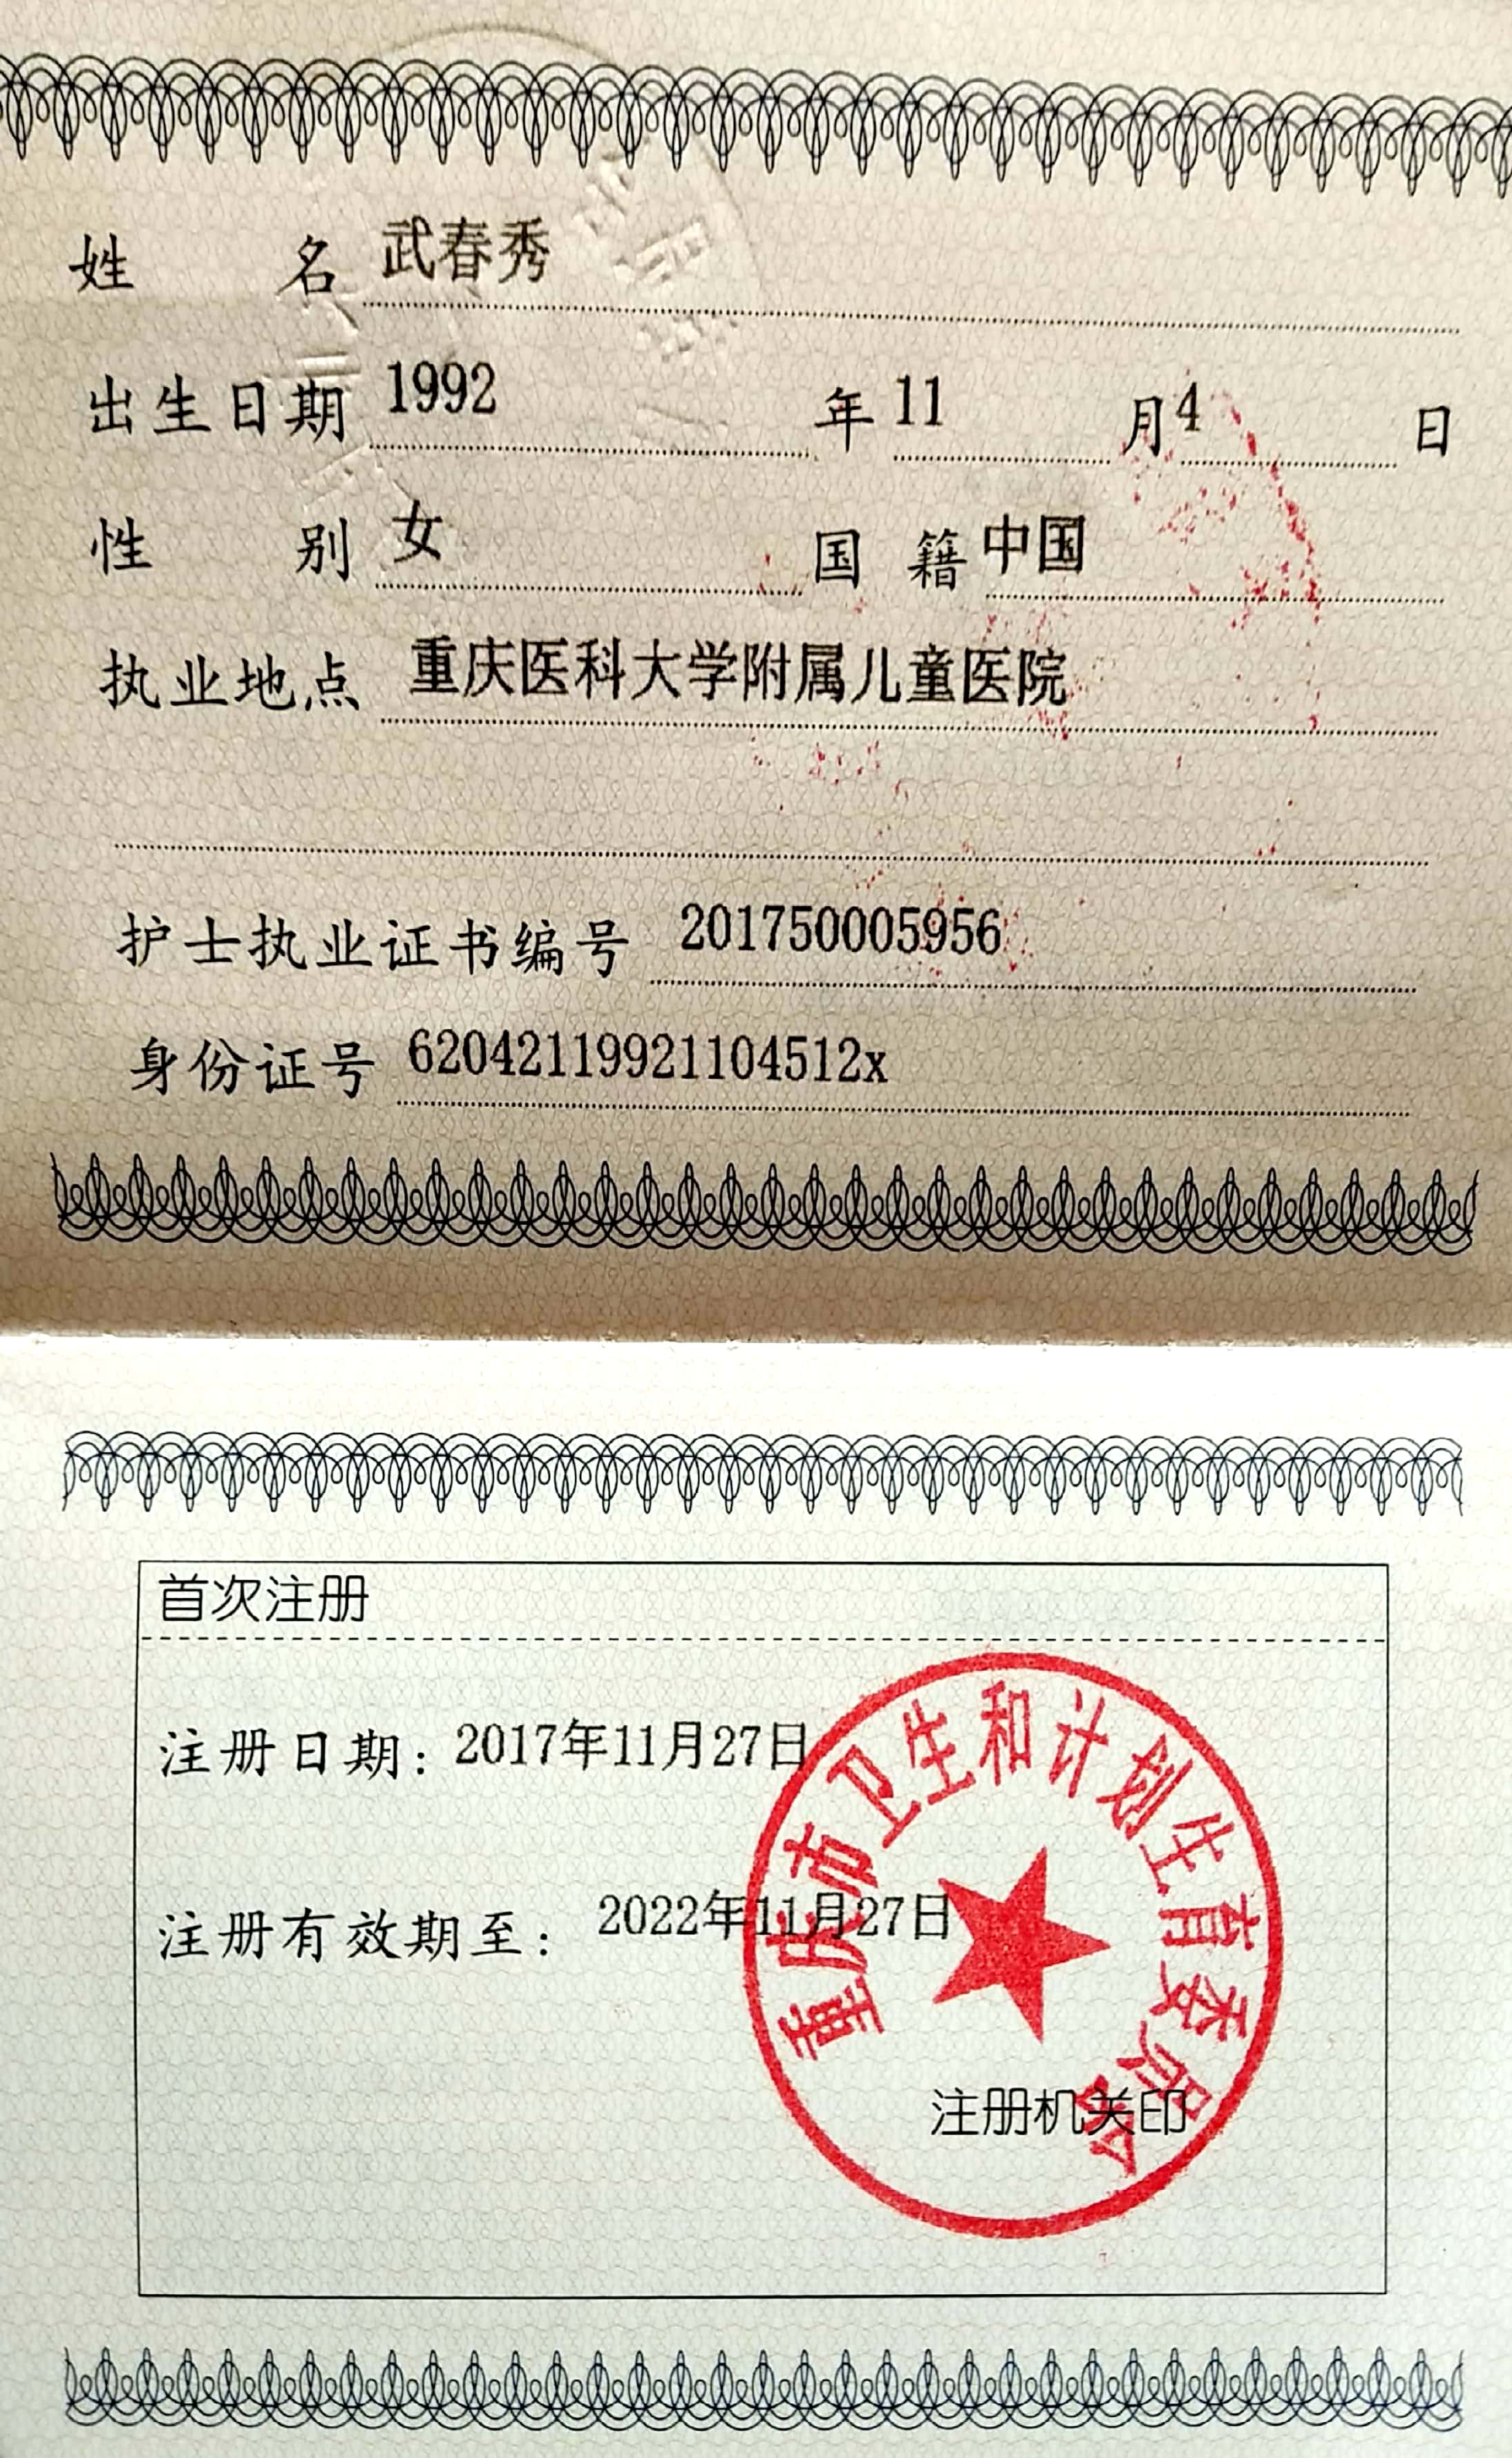 姓 名 武春秀
出生日期 1992 年 11 月 4 日
性 别 女 国 籍 中国
执业地点 重庆医科大学附属儿童医院
护士执业证书编号 201750005956
身份证号 62042119921104512x
首次注册
注册日期: 2017年11月27日
注册有效期至: 2022年11月27日
重庆市卫生和计划生育委员会
注册机关印